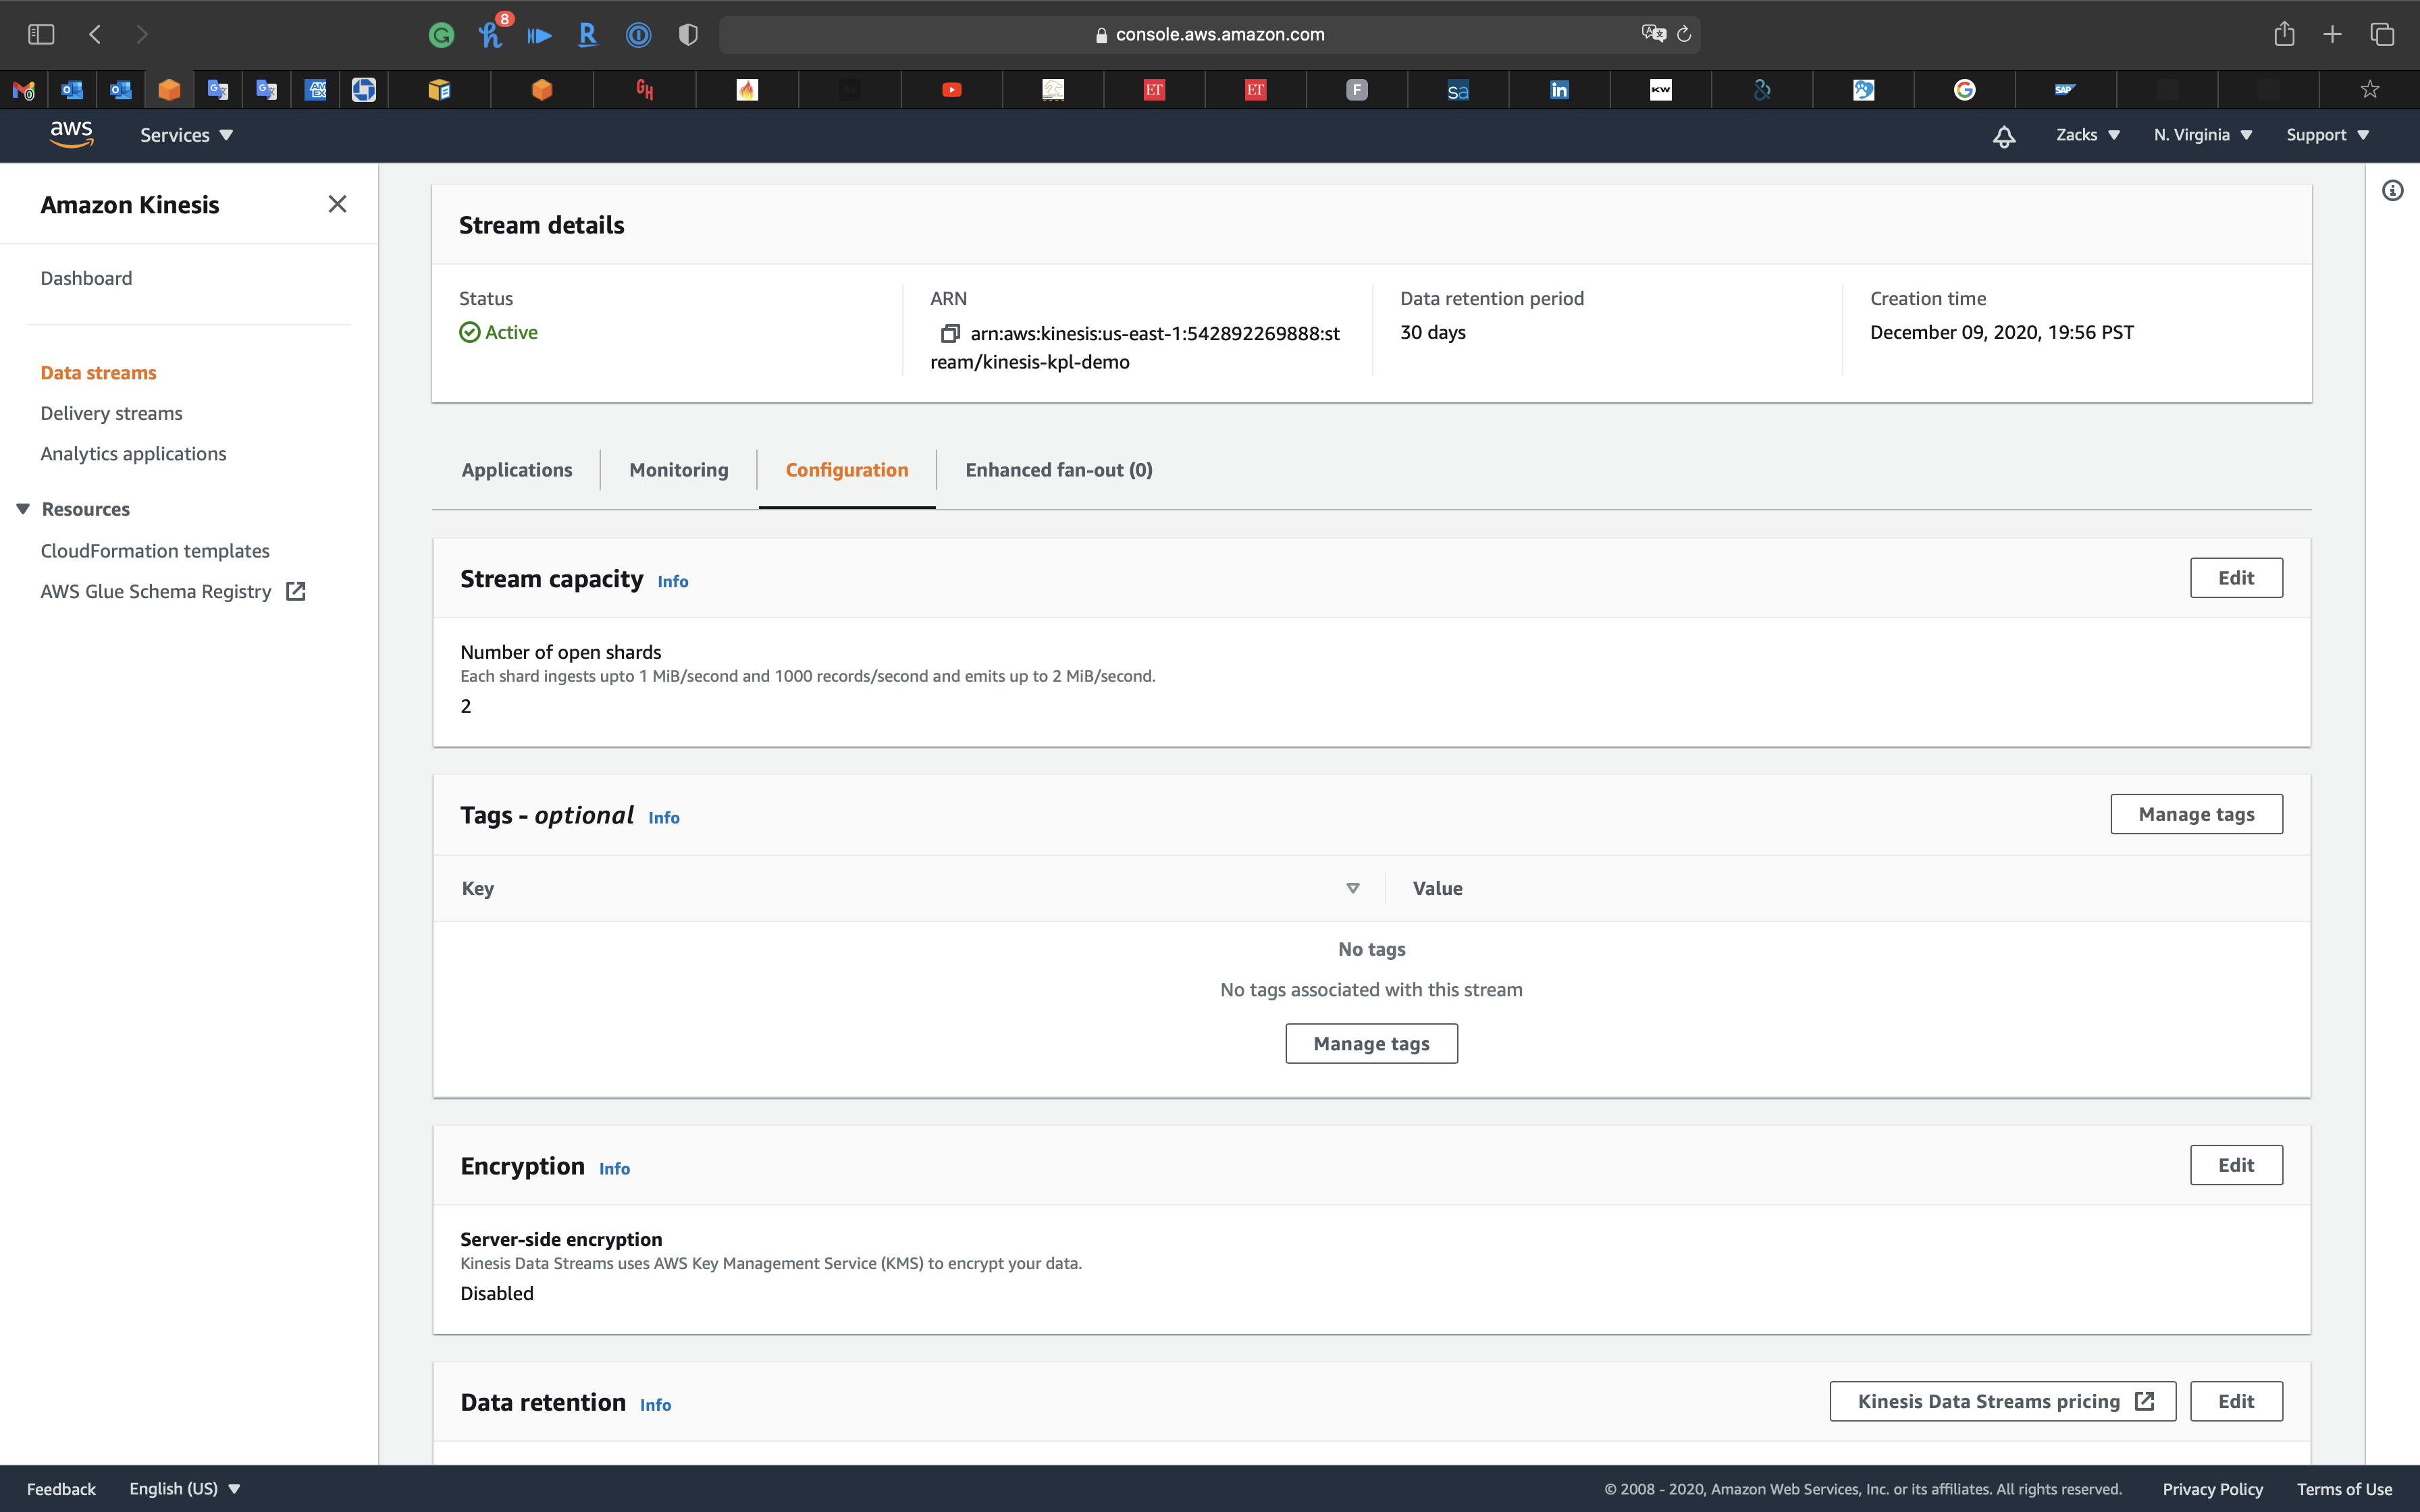 8
console.aws.amazon.com
aws
Services
Zacks
N. Virginia
Support
Amazon Kinesis
Dashboard
Data streams
Delivery streams
Analytics applications
Resources
CloudFormation templates
AWS Glue Schema Registry
Stream details
Status
Active
ARN
arn:aws:kinesis:us-east-1:542892269888:st
ream/kinesis-kpl-demo
Data retention period
30 days
Creation time
December 09, 2020, 19:56 PST
Applications
Monitoring
Configuration
Enhanced fan-out (0)
Stream capacity Info
Edit
Number of open shards
Each shard ingests upto 1 MiB/second and 1000 records/second and emits up to 2 MiB/second.
2
Tags - optional Info
Manage tags
Key
Value
No tags
No tags associated with this stream
Manage tags
Encryption Info
Edit
Server-side encryption
Kinesis Data Streams uses AWS Key Management Service (KMS) to encrypt your data.
Disabled
Data retention Info
Kinesis Data Streams pricing
Edit
Feedback
English (US)
© 2008 - 2020, Amazon Web Services, Inc. or its affiliates. All rights reserved.
Privacy Policy
Terms of Use